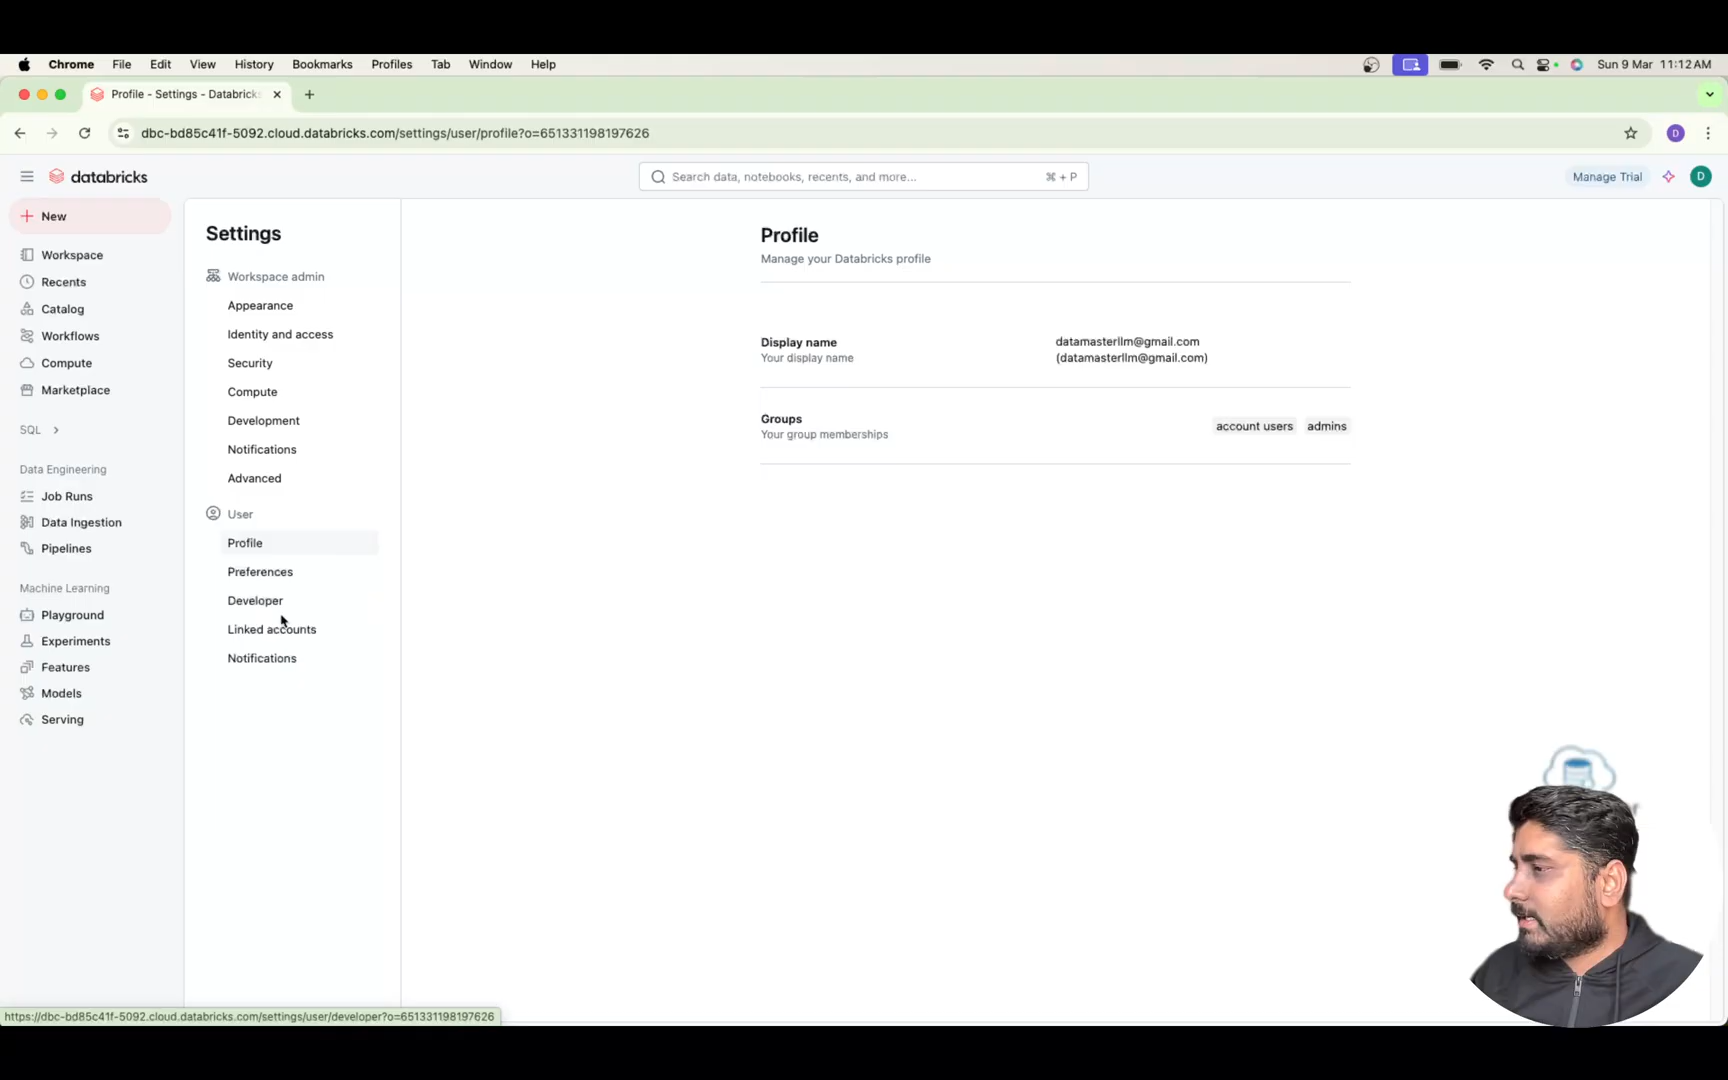 Chrome File Edit View History Bookmarks Profiles Tab Window Help Sun 9 Mar 11:12 AM
Profile - Settings - Databricks
dbc-bd85c41f-5092.cloud.databricks.com/settings/user/profile?o=651331198197626 D
databricks
Search data, notebooks, recents, and more... ⌘ + P
Manage Trial
D
New
Workspace
Recents
Catalog
Workflows
Compute
Marketplace
SQL
Data Engineering
Job Runs
Data Ingestion
Pipelines
Machine Learning
Playground
Experiments
Features
Models
Serving
Settings
Workspace admin
Appearance
Identity and access
Security
Compute
Development
Notifications
Advanced
User
Profile
Preferences
Developer
Linked accounts
Notifications
Profile
Manage your Databricks profile
Display name
Your display name
datamasterllm@gmail.com
(datamasterllm@gmail.com)
Groups
Your group memberships
account users admins
https://dbc-bd85c41f-5092.cloud.databricks.com/settings/user/developer?o=651331198197626